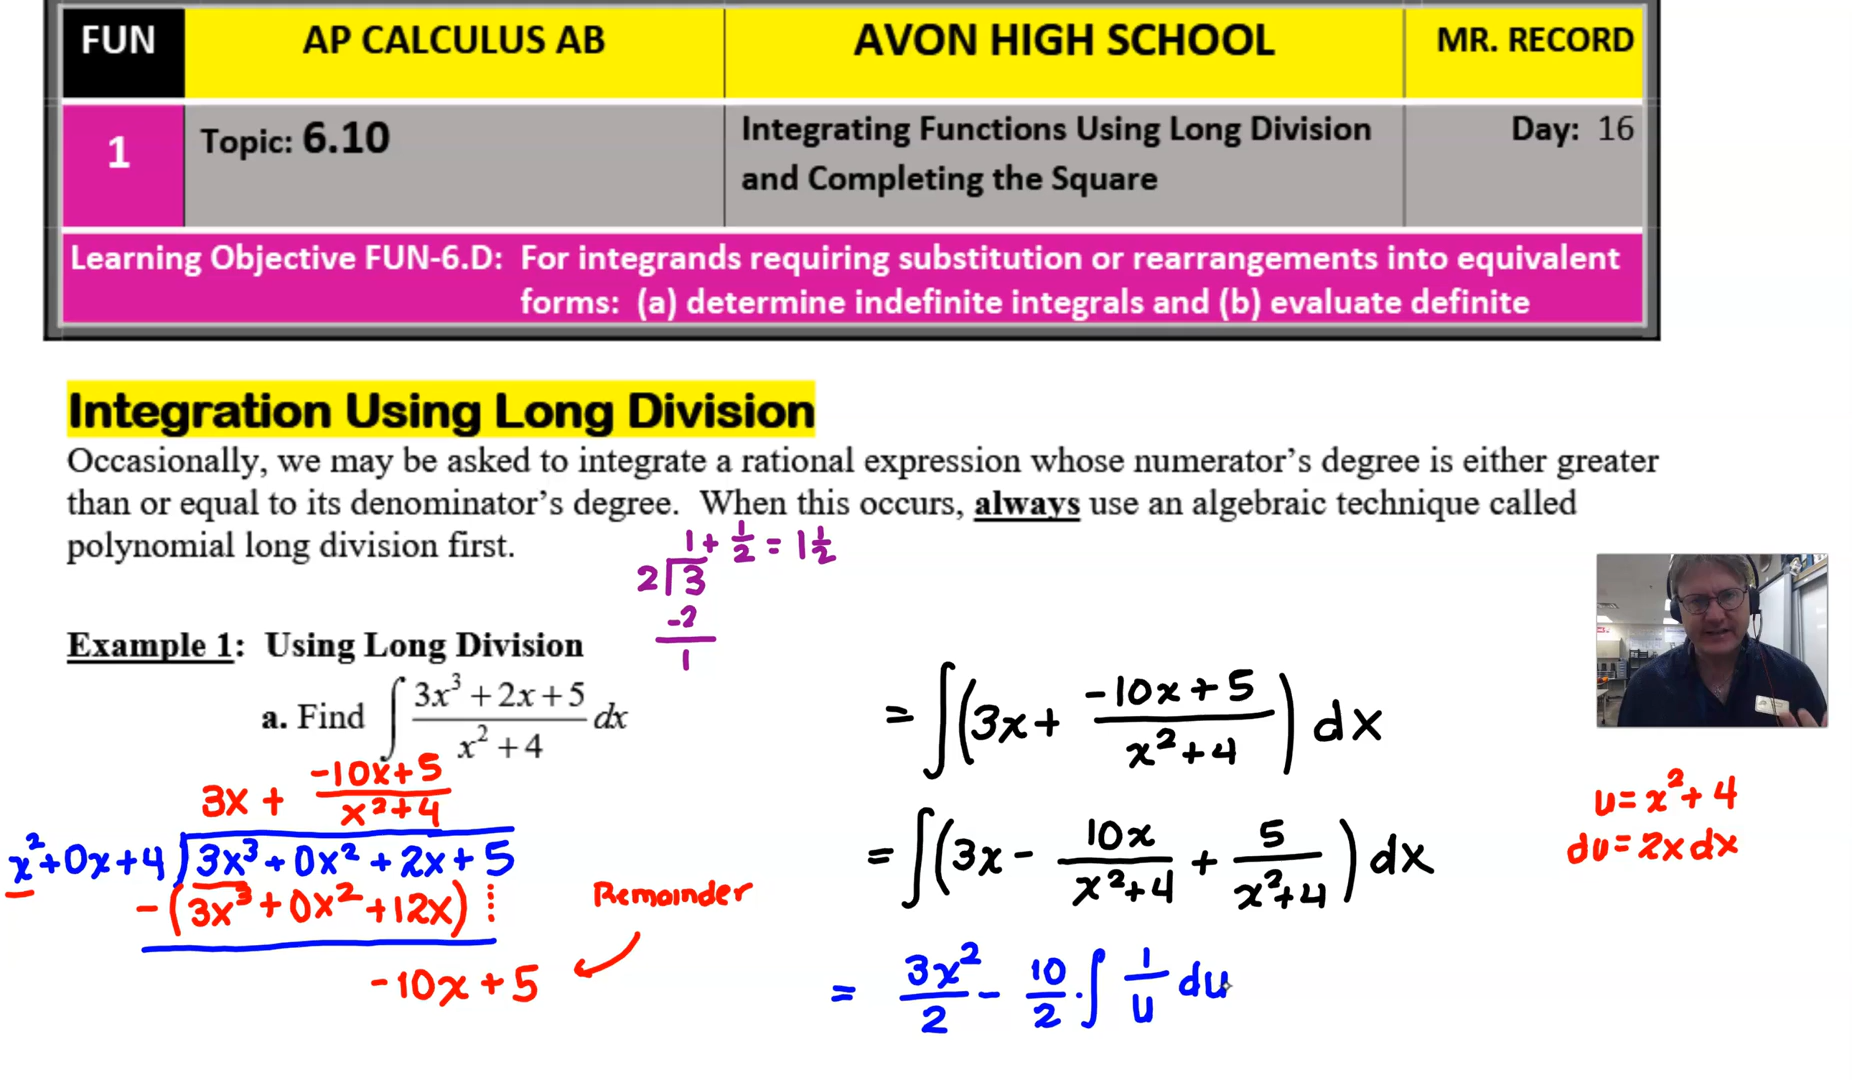 FUN AP CALCULUS AB AVON HIGH SCHOOL MR. RECORD
1 Topic: 6.10 Integrating Functions Using Long Division and Completing the Square Day: 16
Learning Objective FUN-6.D: For integrands requiring substitution or rearrangements into equivalent
forms: (a) determine indefinite integrals and (b) evaluate definite
Integration Using Long Division
Occasionally, we may be asked to integrate a rational expression whose numerator's degree is either greater
than or equal to its denominator's degree. When this occurs, always use an algebraic technique called
polynomial long division first.
1 + 1/2 = 1 1/2
2 √3
-2
1
Example 1: Using Long Division
a. Find ∫ (3x³ + 2x + 5)/(x² + 4) dx
3x + (-10x+5)/(x²+4)
x²+0x+4 ) 3x³+0x²+2x+5
-(3x³+0x²+12x)
-10x+5
Remainder
= ∫(3x + (-10x+5)/(x²+4)) dx
= ∫(3x - 10x/(x²+4) + 5/(x²+4)) dx
= 3x²/2 - 10/2 · ∫ 1/u du
u = x²+4
du = 2x dx